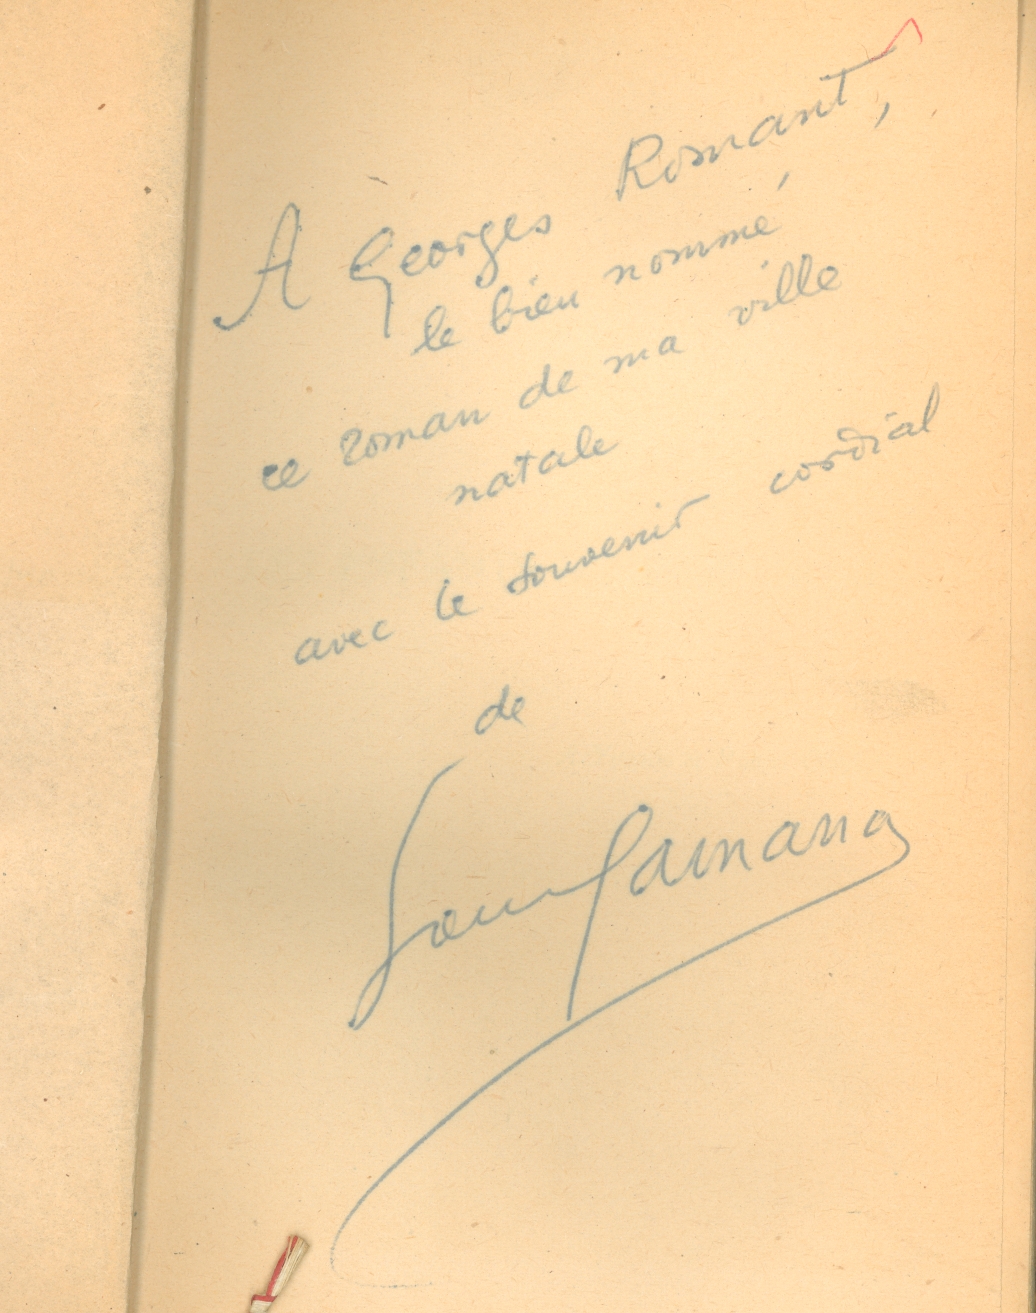 A Georges Romant,
le bien nommé,
ce roman de ma ville
natale
avec le souvenir cordial
de